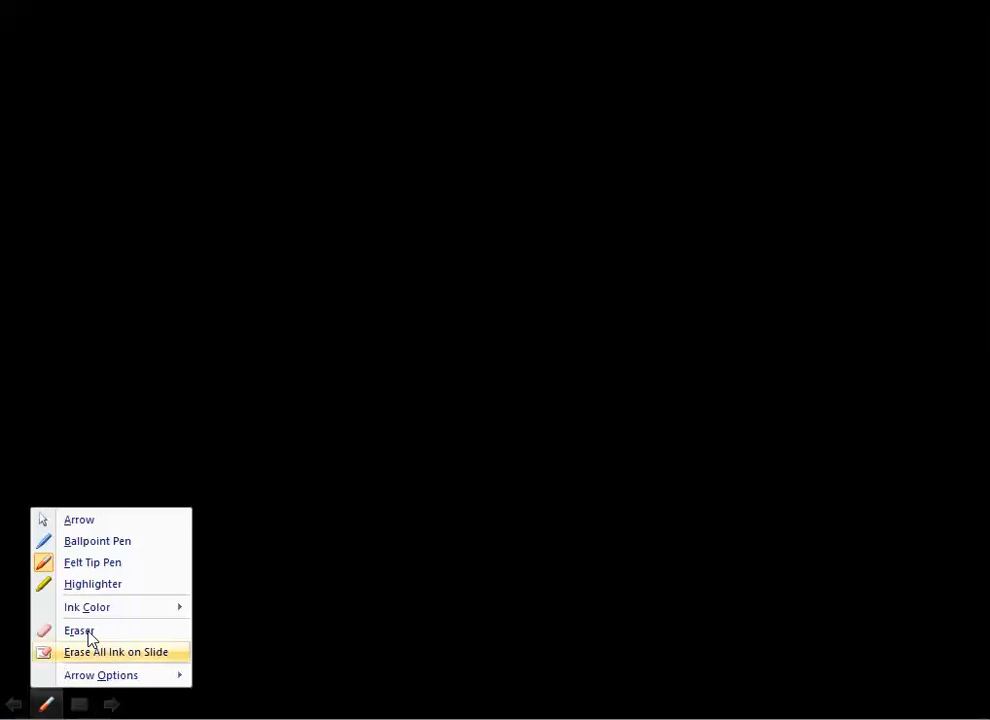 Arrow
Ballpoint Pen
Felt Tip Pen
Highlighter
Ink Color
Eraser
Erase All Ink on Slide
Arrow Options